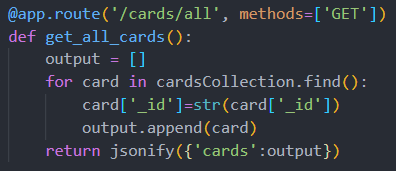 @app.route('/cards/all', methods=['GET'])
def get_all_cards():
    output = []
    for card in cardsCollection.find():
        card['_id']=str(card['_id'])
        output.append(card)
    return jsonify({'cards':output})